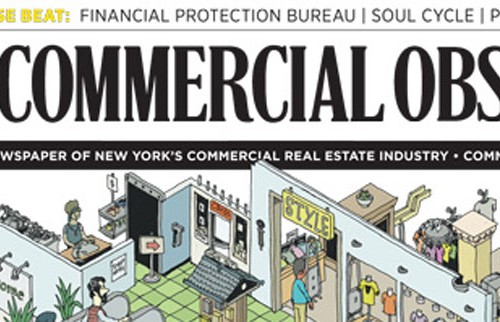 SE BEAT: FINANCIAL PROTECTION BUREAU | SOUL CYCLE | P
COMMERCIAL OBS
WSPAPER OF NEW YORK'S COMMERCIAL REAL ESTATE INDUSTRY • COMM
STYLE